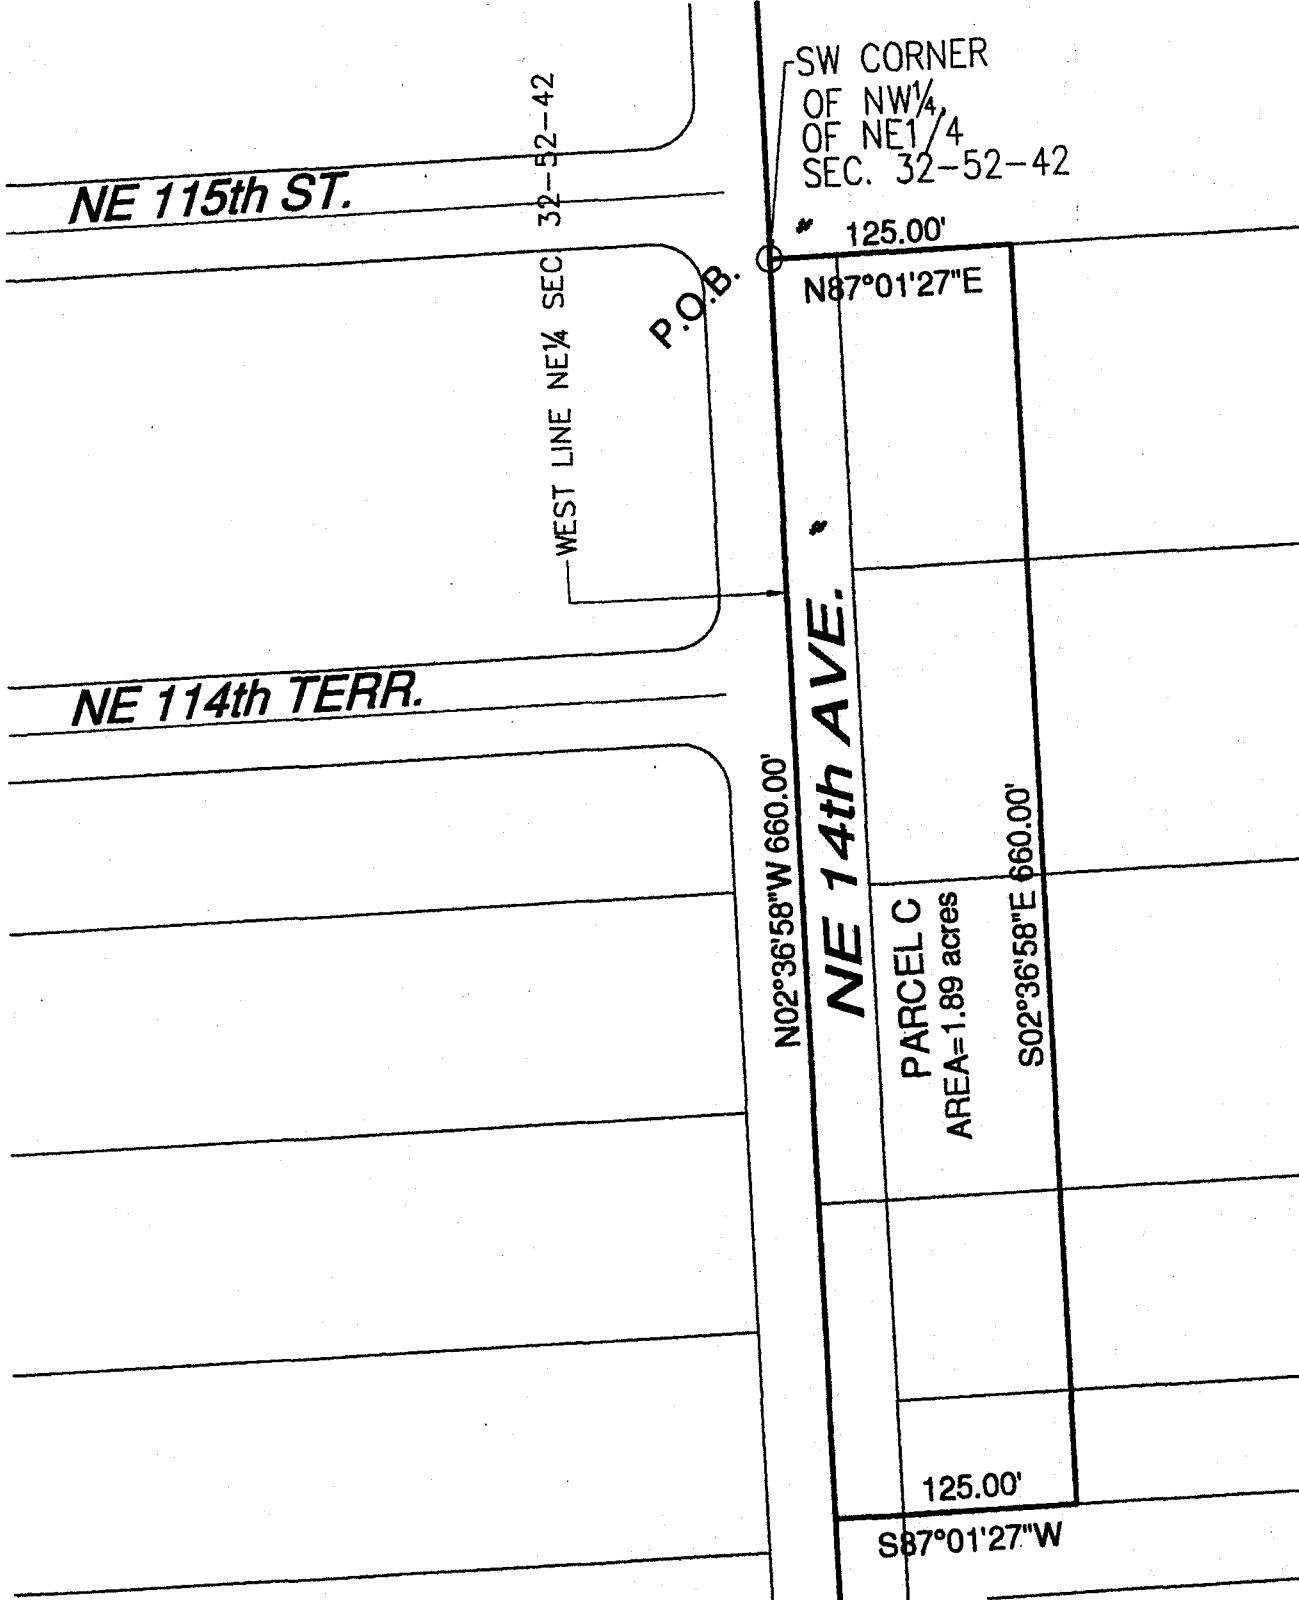 SW CORNER
OF NW¼,
OF NE1/4
SEC. 32-52-42
NE 115th ST.
WEST LINE NE¼ SEC. 32-52-42
125.00'
N87°01'27"E
P.O.B.
NE 114th TERR.
NE 14th AVE.
N02°36'58"W 660.00'
S02°36'58"E 660.00'
PARCEL C
AREA=1.89 acres
125.00'
S87°01'27"W